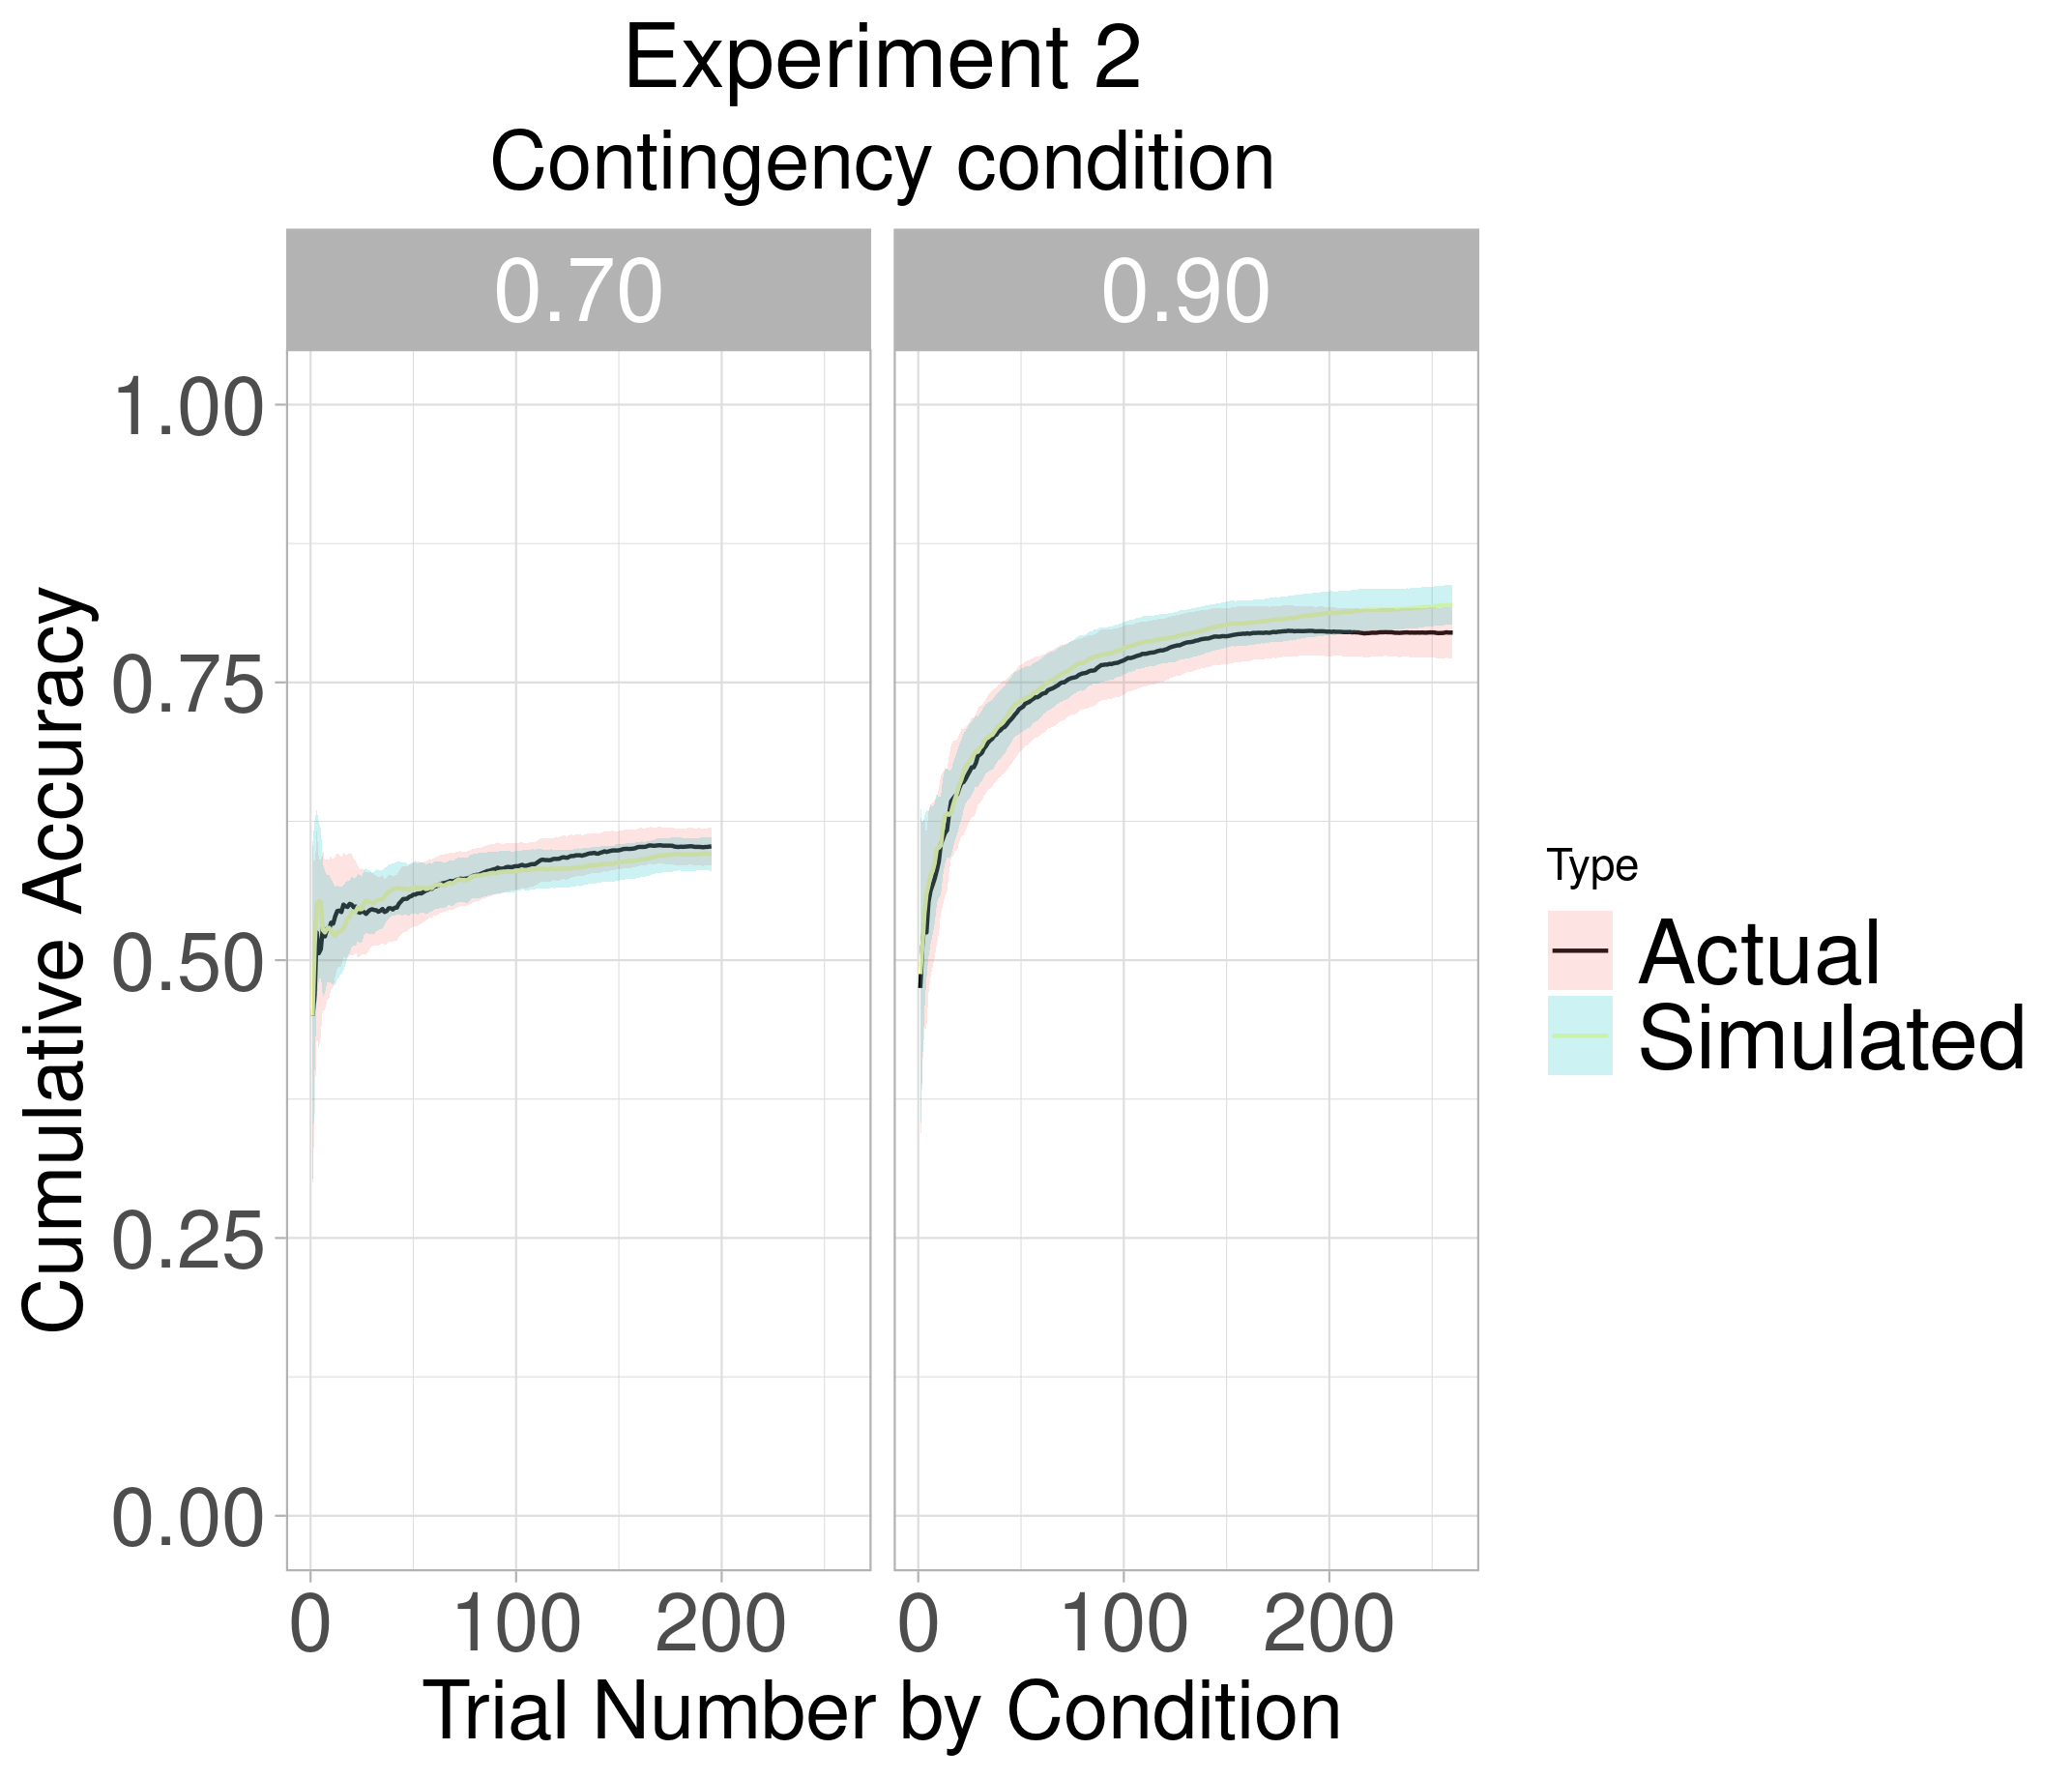 Experiment 2
Contingency condition
0.70 0.90
1.00
0.75
0.50
0.25
0.00
Cumulative Accuracy
0 100 200 0 100 200
Trial Number by Condition
Type
Actual
Simulated